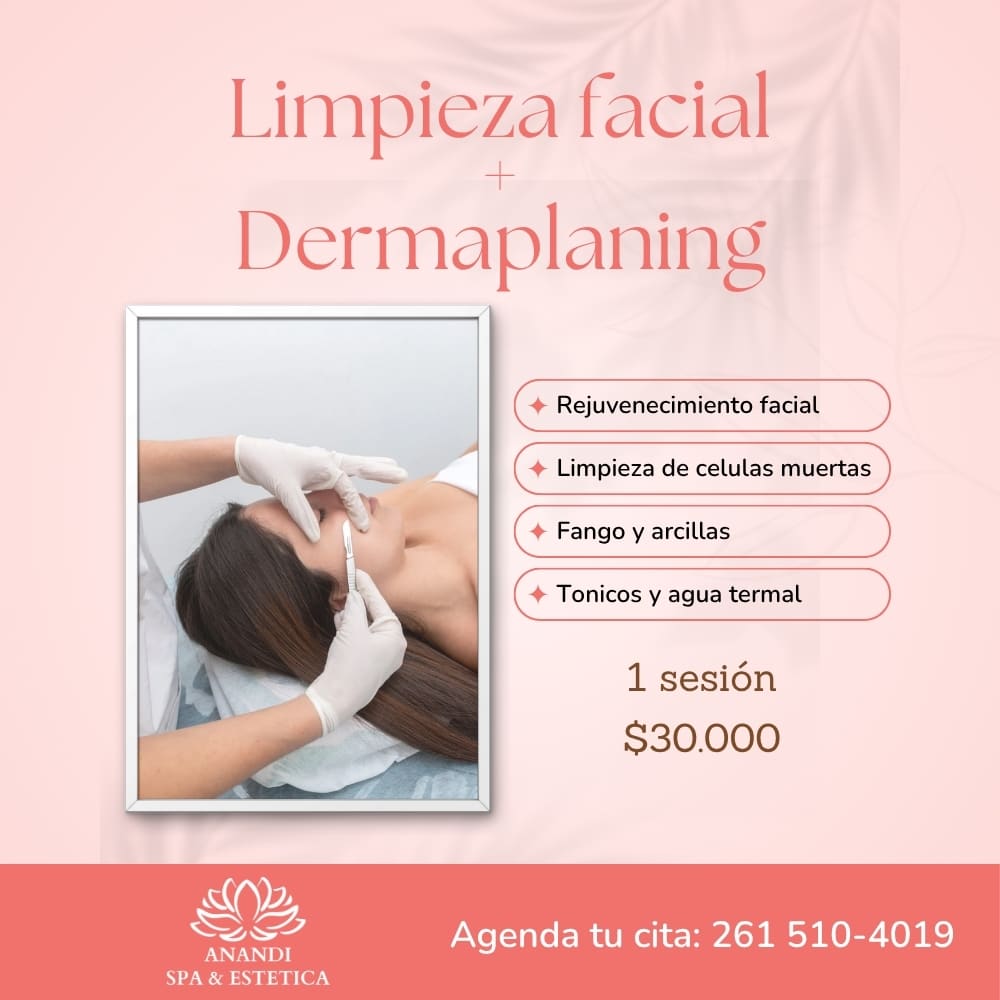 Limpieza facial
+
Dermaplaning
Rejuvenecimiento facial
Limpieza de celulas muertas
Fango y arcillas
Tonicos y agua termal
1 sesión
$30.000
ANANDI
SPA & ESTETICA
Agenda tu cita: 261 510-4019